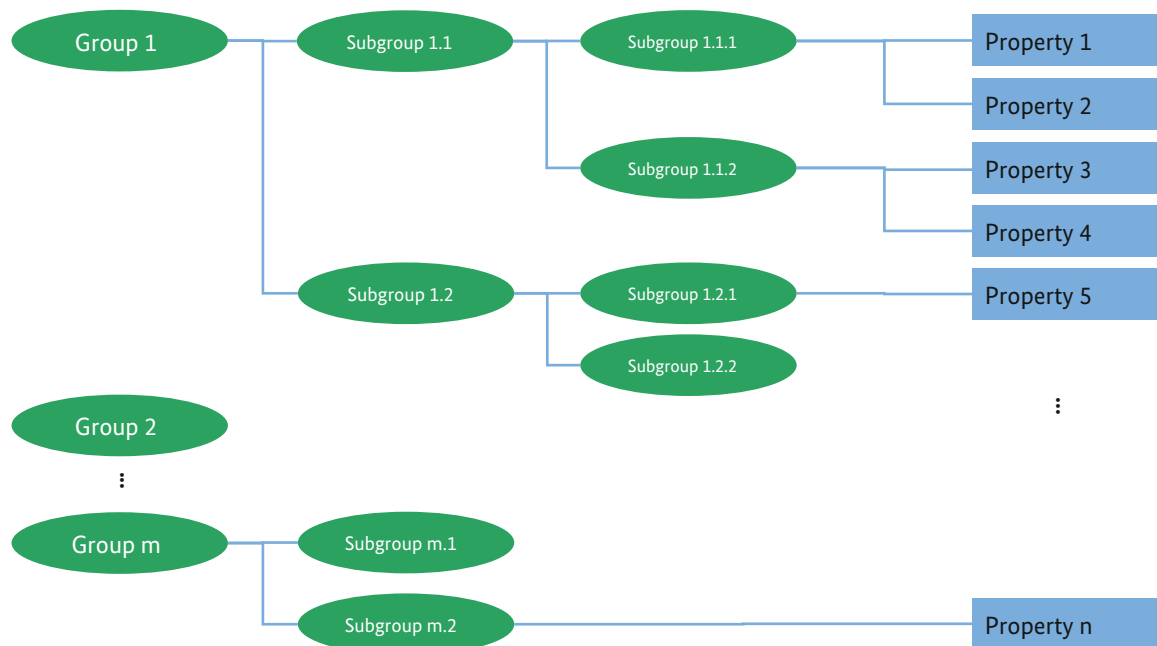 Group 1
Subgroup 1.1
Subgroup 1.1.1
Property 1
Property 2
Subgroup 1.1.2
Property 3
Property 4
Subgroup 1.2
Subgroup 1.2.1
Property 5
Subgroup 1.2.2
⋮
Group 2
⋮
Group m
Subgroup m.1
Subgroup m.2
Property n